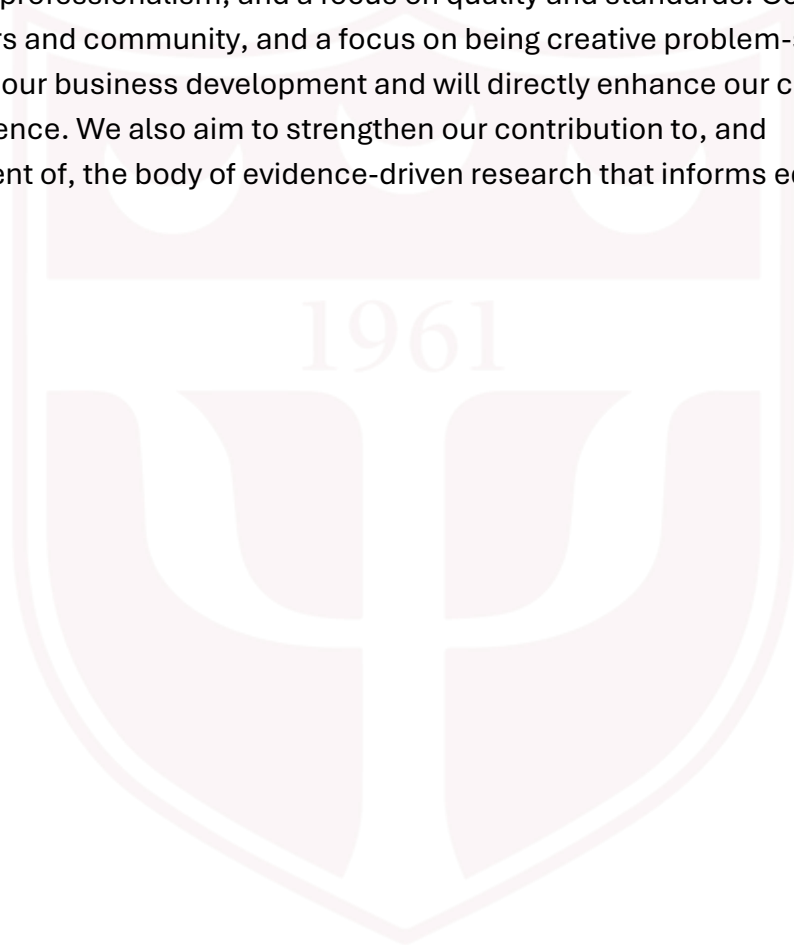 professionalism, and a focus on quality and standards.
rs and community, and a focus on being creative problem-
our business development and will directly enhance our c
ence. We also aim to strengthen our contribution to, and
ent of, the body of evidence-driven research that informs e
1961